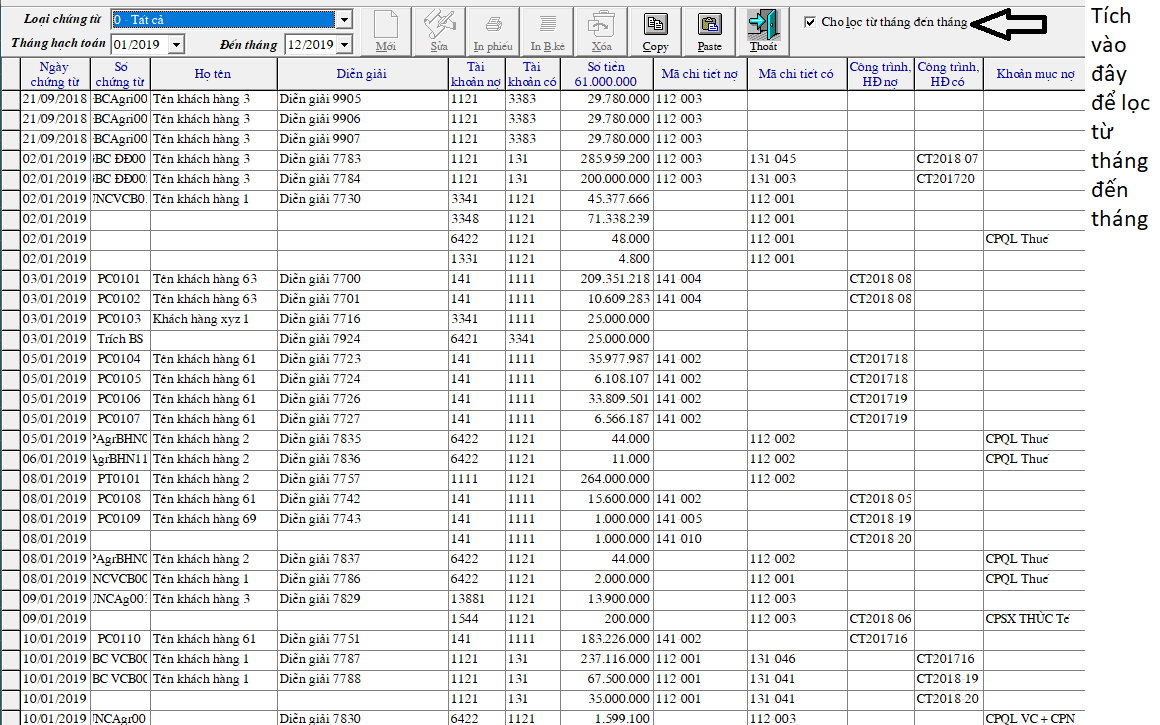 Loại chứng từ 0 - Tất cả
Tháng hạch toán 01/2019 Đến tháng 12/2019
Mới Sửa In phiếu In B.kê Xóa Copy Paste Thoát
Cho lọc từ tháng đến tháng
Tích
vào
đây
để lọc
từ
tháng
đến
tháng
Ngày chứng từ Số chứng từ Họ tên Diễn giải Tài khoản nợ Tài khoản có Số tiền 61.000.000 Mã chi tiết nợ Mã chi tiết có Công trình, HĐ nợ Công trình, HĐ có Khoản mục nợ
21/09/2018 BCAgri00 Tên khách hàng 3 Diễn giải 9905 1121 3383 29.780.000 112-003
21/09/2018 BCAgri00 Tên khách hàng 3 Diễn giải 9906 1121 3383 29.780.000 112-003
21/09/2018 BCAgri00 Tên khách hàng 3 Diễn giải 9907 1121 3383 29.780.000 112-003
02/01/2019 BC ĐĐ00 Tên khách hàng 3 Diễn giải 7783 1121 131 285.959.200 112-003 131-045 CT2018-07
02/01/2019 BC ĐĐ00 Tên khách hàng 3 Diễn giải 7784 1121 131 200.000.000 112-003 131-003 CT201720
02/01/2019 NCVCB0 Tên khách hàng 1 Diễn giải 7730 3341 1121 45.377.666 112-001
02/01/2019 3348 1121 71.338.239 112-001
02/01/2019 6422 1121 48.000 112-001 CPQL Thuế
02/01/2019 1331 1121 4.800 112-001
03/01/2019 PC0101 Tên khách hàng 63 Diễn giải 7700 141 1111 209.351.218 141-004 CT2018-08
03/01/2019 PC0102 Tên khách hàng 63 Diễn giải 7701 141 1111 10.609.283 141-004 CT2018-08
03/01/2019 PC0103 Khách hàng xyz 1 Diễn giải 7716 3341 1111 25.000.000
03/01/2019 Trích BS Diễn giải 7924 6421 3341 25.000.000
05/01/2019 PC0104 Tên khách hàng 61 Diễn giải 7723 141 1111 35.977.987 141-002 CT201718
05/01/2019 PC0105 Tên khách hàng 61 Diễn giải 7724 141 1111 6.108.107 141-002 CT201718
05/01/2019 PC0106 Tên khách hàng 61 Diễn giải 7726 141 1111 33.809.501 141-002 CT201719
05/01/2019 PC0107 Tên khách hàng 61 Diễn giải 7727 141 1111 6.566.187 141-002 CT201719
05/01/2019 AgrBHN0 Tên khách hàng 2 Diễn giải 7835 6422 1121 44.000 112-002 CPQL Thuế
06/01/2019 AgrBHN11 Tên khách hàng 2 Diễn giải 7836 6422 1121 11.000 112-002 CPQL Thuế
08/01/2019 PT0101 Tên khách hàng 2 Diễn giải 7757 1111 1121 264.000.000 112-002
08/01/2019 PC0108 Tên khách hàng 61 Diễn giải 7742 141 1111 15.600.000 141-002 CT2018-05
08/01/2019 PC0109 Tên khách hàng 69 Diễn giải 7743 141 1111 1.000.000 141-005 CT2018-19
08/01/2019 141 1111 1.000.000 141-010 CT2018-20
08/01/2019 AgrBHN0 Tên khách hàng 2 Diễn giải 7837 6422 1121 44.000 112-002 CPQL Thuế
08/01/2019 NCVCB00 Tên khách hàng 1 Diễn giải 7786 6422 1121 2.000.000 112-001 CPQL Thuế
09/01/2019 NCAg00 Tên khách hàng 3 Diễn giải 7829 13881 1121 13.900.000 112-003
09/01/2019 1544 1121 200.000 112-003 CT2018-06 CPSX THỰC Tế
10/01/2019 PC0110 Tên khách hàng 61 Diễn giải 7751 141 1111 183.226.000 141-002 CT201716
10/01/2019 BC VCB00 Tên khách hàng 1 Diễn giải 7787 1121 131 237.116.000 112-001 131-046 CT201716
10/01/2019 BC VCB00 Tên khách hàng 1 Diễn giải 7788 1121 131 67.500.000 112-001 131-041 CT2018-19
10/01/2019 1121 131 35.000.000 112-001 131-041 CT2018-20
10/01/2019 NCAgr00 Diễn giải 7830 6422 1121 1.599.100 112-003 CPQL VC + CPN